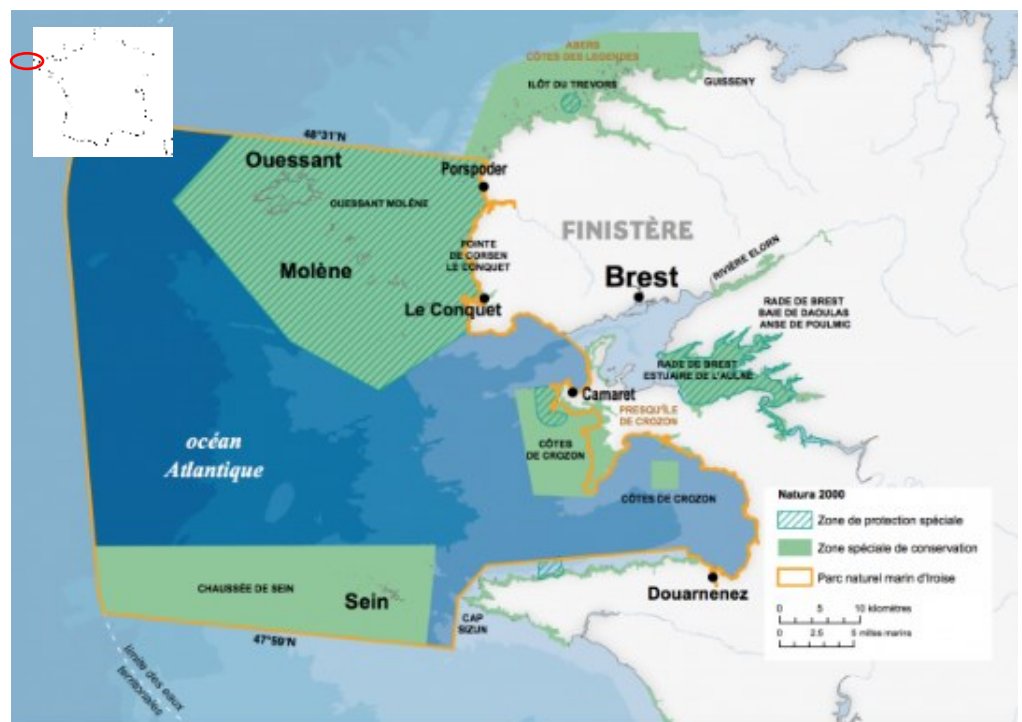 ABERS
CÔTES DES LEGENDES
ILÔT DU TREVORS
GUISSENY
48°31'N
Ouessant
Porspoder
OUESSANT MOLÈNE
FINISTÈRE
POINTE
DE CORSEN
LE CONQUET
Molène
RIVIÈRE ELORN
Brest
Le Conquet
RADE DE BREST
BAIE DE DAOULAS
ANSE DE POULMIC
RADE DE BREST
ESTUAIRE DE L'AULNE
Camaret
PRESQU'ÎLE
DE CROZON
océan
Atlantique
CÔTES
DE CROZON
CÔTES DE CROZON
Natura 2000
Zone de protection spéciale
Zone spéciale de conservation
Parc naturel marin d'Iroise
0 5 10 kilomètres
0 2.5 5 milles marins
CHAUSSÉE DE SEIN
Sein
Douarnenez
CAP
SIZUN
47°59'N
limite des eaux
territoriales